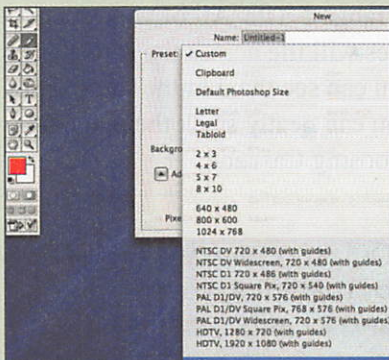 New
Name: Untitled-1
Preset: ✓ Custom
Clipboard
Default Photoshop Size
Letter
Legal
Tabloid
Backgro
2 x 3
4 x 6
Ad
5 x 7
8 x 10
640 x 480
Pixe
800 x 600
1024 x 768
NTSC DV 720 x 480 (with guides)
NTSC DV Widescreen, 720 x 480 (with guides)
NTSC D1 720 x 486 (with guides)
NTSC D1 Square Pix, 720 x 540 (with guides)
PAL D1/DV, 720 x 576 (with guides)
PAL D1/DV Square Pix, 768 x 576 (with guides)
PAL D1/DV Widescreen, 720 x 576 (with guides
HDTV, 1280 x 720 (with guides)
HDTV, 1920 x 1080 (with guides)